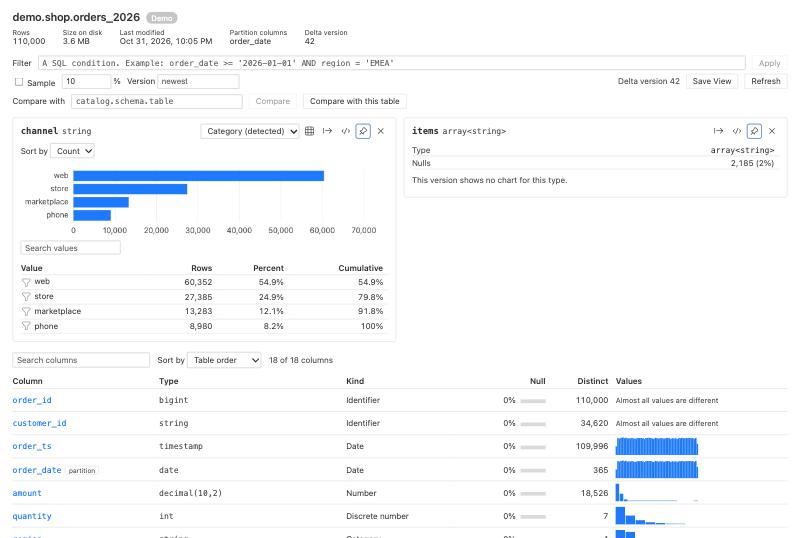 demo.shop.orders_2026 Demo
Rows Size on disk Last modified Partition columns Delta version
110,000 3.6 MB Oct 31, 2026, 10:05 PM order_date 42
Filter A SQL condition. Example: order_date >= '2026-01-01' AND region = 'EMEA' Apply
Sample 10 % Version newest Delta version 42 Save View Refresh
Compare with catalog.schema.table Compare Compare with this table
channel string Category (detected)
Sort by Count
web
store
marketplace
phone
0 10,000 20,000 30,000 40,000 50,000 60,000 70,000
Search values
Value Rows Percent Cumulative
web 60,352 54.9% 54.9%
store 27,385 24.9% 79.8%
marketplace 13,283 12.1% 91.8%
phone 8,980 8.2% 100%
items array<string>
Type array<string>
Nulls 2,185 (2%)
This version shows no chart for this type.
Search columns Sort by Table order 18 of 18 columns
Column Type Kind Null Distinct Values
order_id bigint Identifier 0% 110,000 Almost all values are different
customer_id string Identifier 0% 34,620 Almost all values are different
order_ts timestamp Date 0% 109,996
order_date partition date Date 0% 365
amount decimal(10,2) Number 0% 18,526
quantity int Discrete number 0% 7